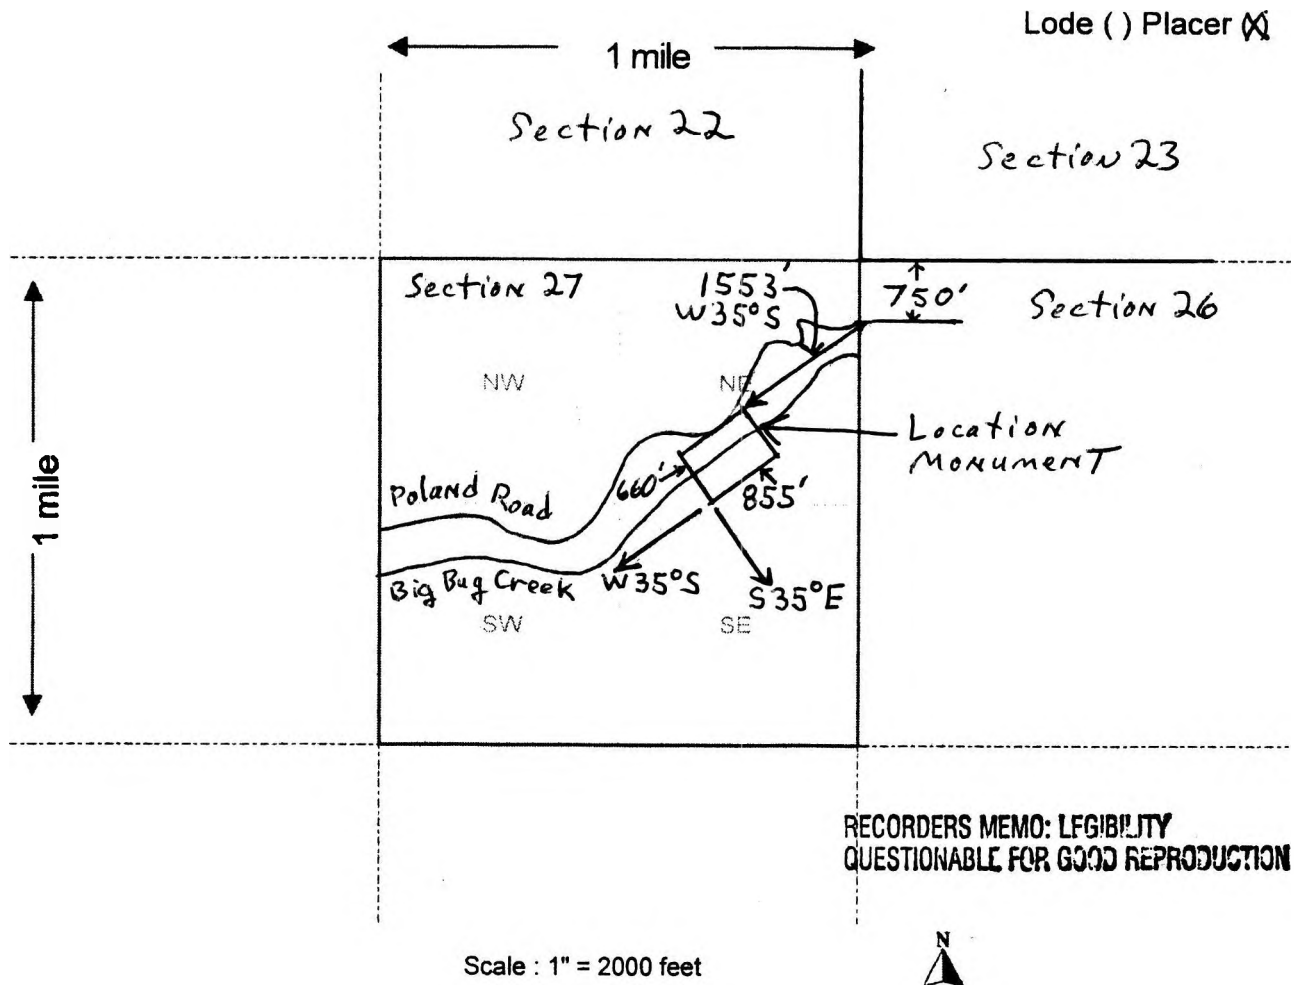 Lode ( ) Placer (X)
1 mile
Section 22
Section 23
Section 27
1553'
W35°S
750'
Section 26
NW
NE
Location
Monument
660'
855'
Poland Road
1 mile
Big Bug Creek
W35°S
S35°E
SW
SE
RECORDERS MEMO: LEGIBILITY
QUESTIONABLE FOR GOOD REPRODUCTION
N
Scale : 1" = 2000 feet